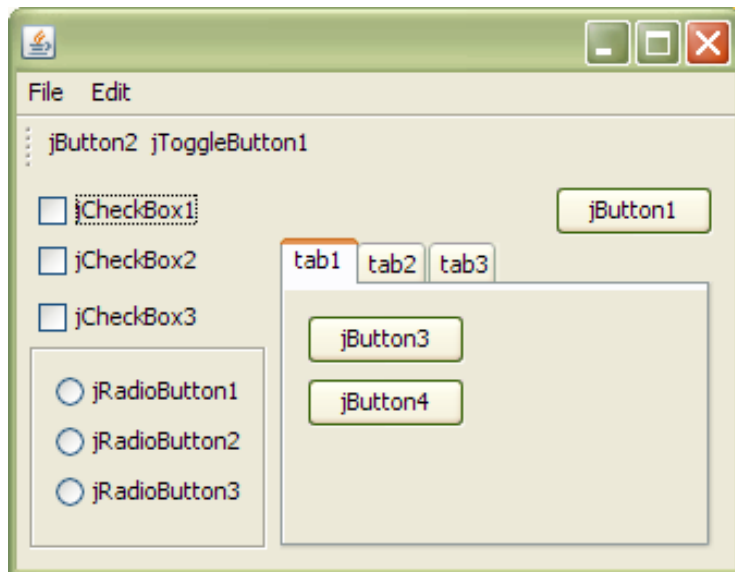 File Edit
jButton2 jToggleButton1
jCheckBox1
jButton1
jCheckBox2
tab1 tab2 tab3
jCheckBox3
jButton3
jRadioButton1
jButton4
jRadioButton2
jRadioButton3